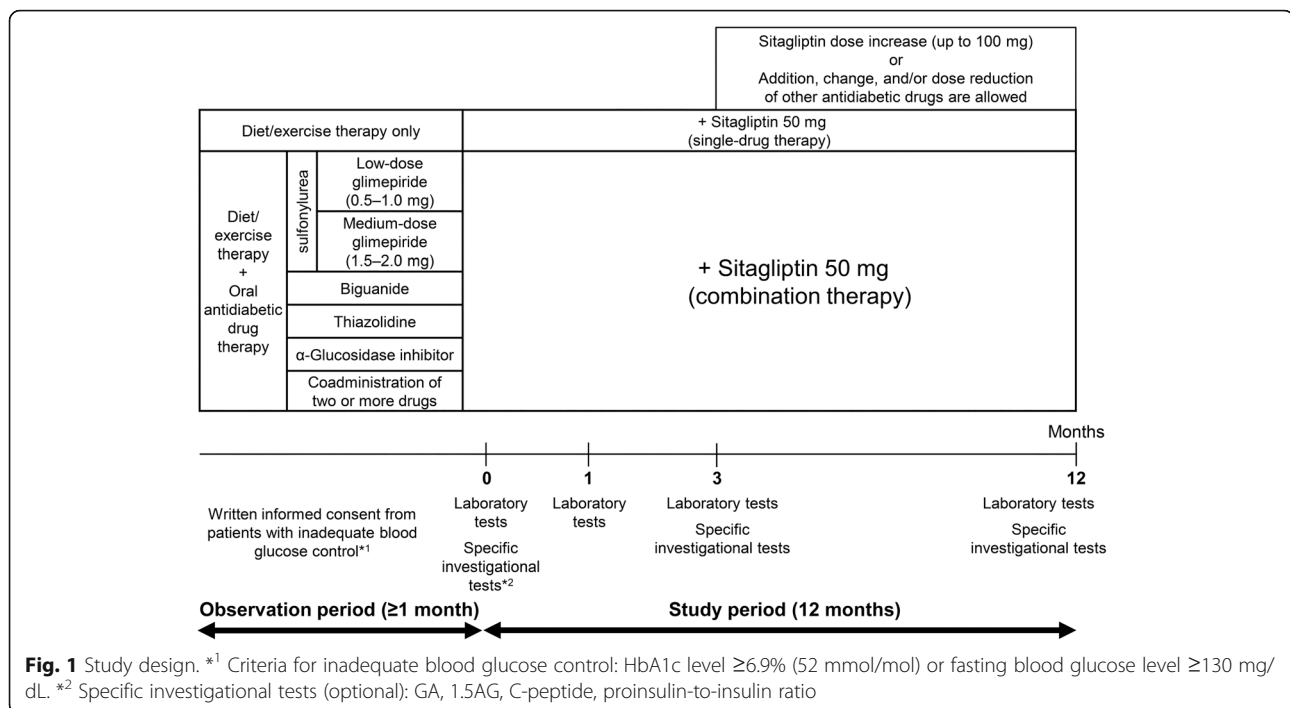 Sitagliptin dose increase (up to 100 mg)
or
Addition, change, and/or dose reduction
of other antidiabetic drugs are allowed
Diet/exercise therapy only
+ Sitagliptin 50 mg
(single-drug therapy)
Diet/
exercise
therapy
+
Oral
antidiabetic
drug
therapy
sulfonylurea
Low-dose
glimepiride
(0.5–1.0 mg)
Medium-dose
glimepiride
(1.5–2.0 mg)
Biguanide
Thiazolidine
α-Glucosidase inhibitor
Coadministration of
two or more drugs
+ Sitagliptin 50 mg
(combination therapy)
Months
0
1
3
12
Written informed consent from
patients with inadequate blood
glucose control*1
Laboratory
tests
Specific
investigational
tests*2
Laboratory
tests
Laboratory tests
Specific
investigational tests
Laboratory tests
Specific
investigational tests
Observation period (≥1 month)
Study period (12 months)
Fig. 1 Study design. *1 Criteria for inadequate blood glucose control: HbA1c level ≥6.9% (52 mmol/mol) or fasting blood glucose level ≥130 mg/
dL. *2 Specific investigational tests (optional): GA, 1.5AG, C-peptide, proinsulin-to-insulin ratio